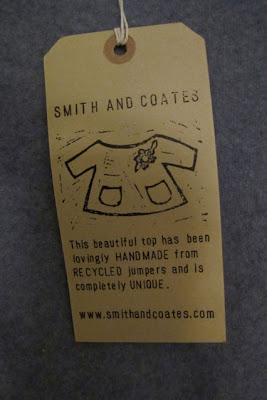 SMITH AND COATES
This beautiful top has been
lovingly HANDMADE from
RECYCLED jumpers and is
completely UNIQUE.
www.smithandcoates.com